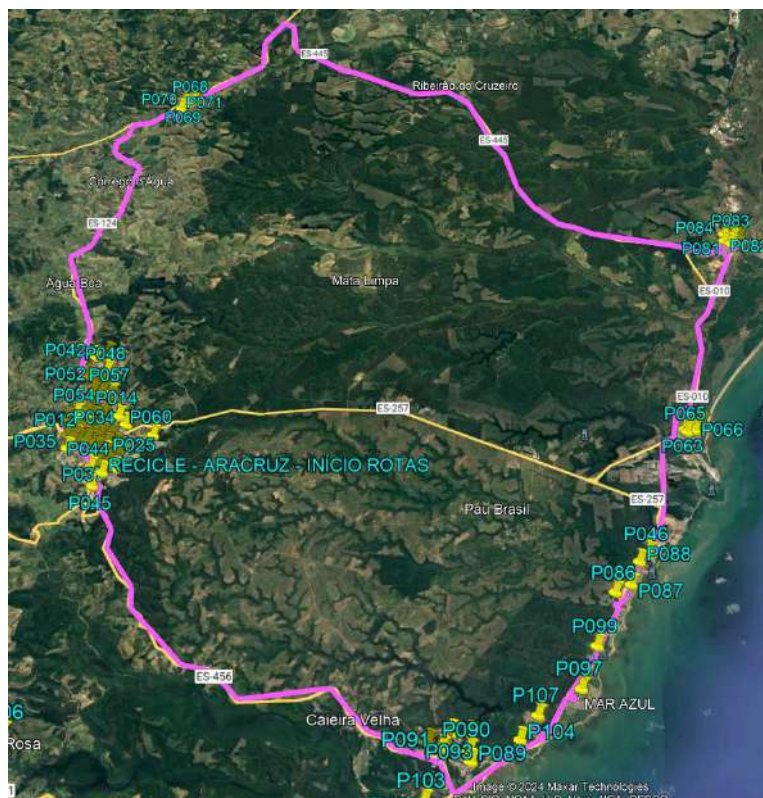 ES-445
P068
P070
P071
P069
Ribeirão do Cruzeiro
ES-445
Córrego d'Água
ES-124
P083
P084
P081
P082
Água Boa
Mata Limpa
ES-010
P042
P048
P052
P057
P054
P014
P012
P034
P060
ES-257
ES-010
P065
P066
P035
P044
P025
P063
RECICLE - ARACRUZ - INÍCIO ROTAS
P045
ES-257
Pau Brasil
P046
P088
P086
P087
P099
ES-456
P097
MAR AZUL
P107
Caieira Velha
P090
P104
P091
P093
P089
Rosa
P103
Image © 2024 Maxar Technologies